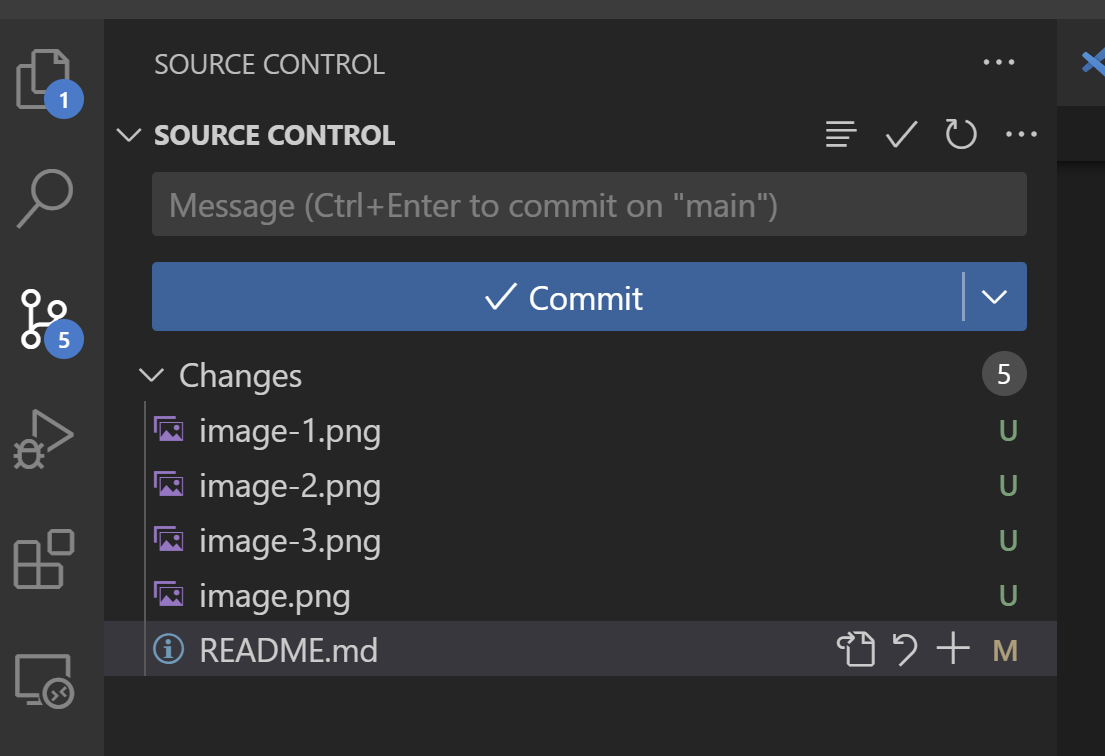 1
SOURCE CONTROL
SOURCE CONTROL
Message (Ctrl+Enter to commit on "main")
Commit
5
Changes 5
image-1.png U
image-2.png U
image-3.png U
image.png U
README.md M